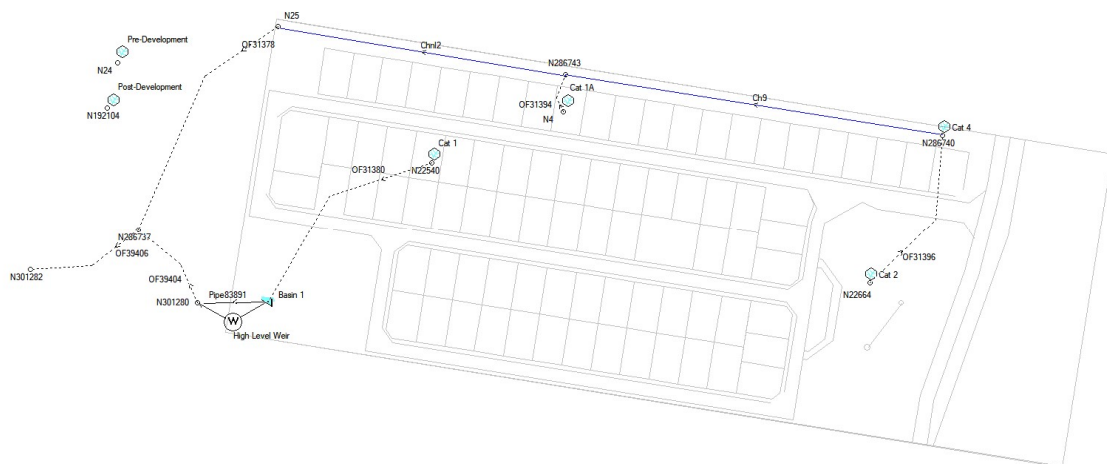 N25
Pre-Development
OF31378
Chnl2
N24
N286743
Cat 1A
Post-Development
Ch9
OF31394
N192104
N4
Cat 4
N286740
Cat 1
OF31380
N22540
N286737
OF39406
OF31396
N301282
Cat 2
OF39404
N22664
Pipe83891
Basin 1
N301280
W
High Level Weir